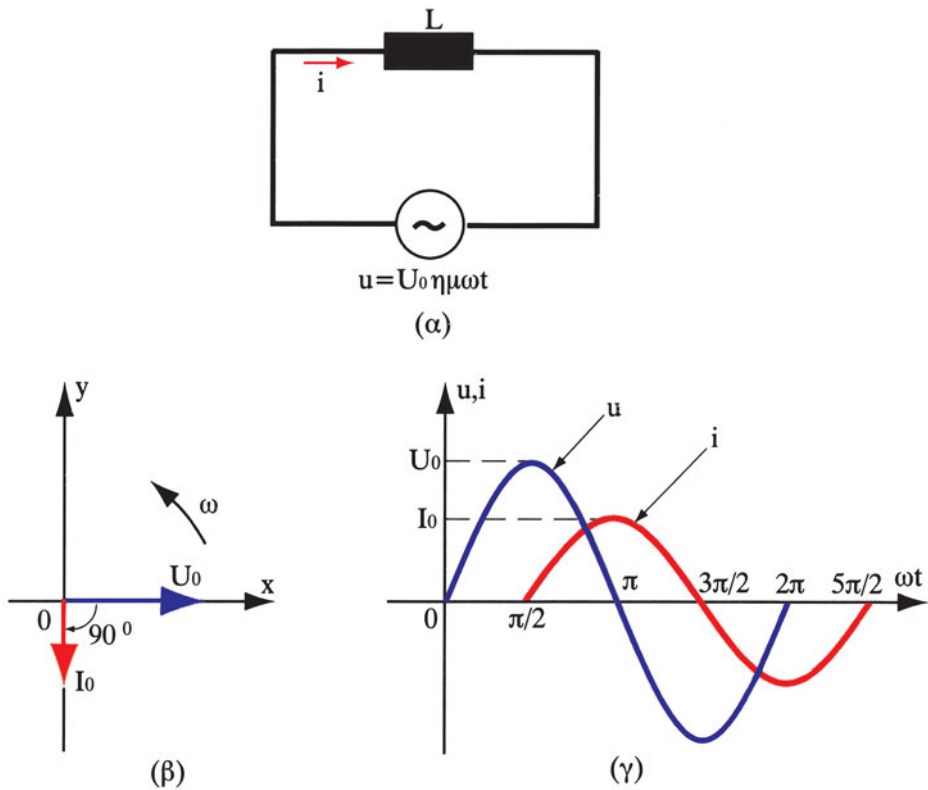 L
i
~
u=U₀ ημωt
(α)
y
ω
U₀
0
x
90⁰
I₀
(β)
u,i
u
i
U₀
I₀
0
π/2
π
3π/2
2π
5π/2
ωt
(γ)